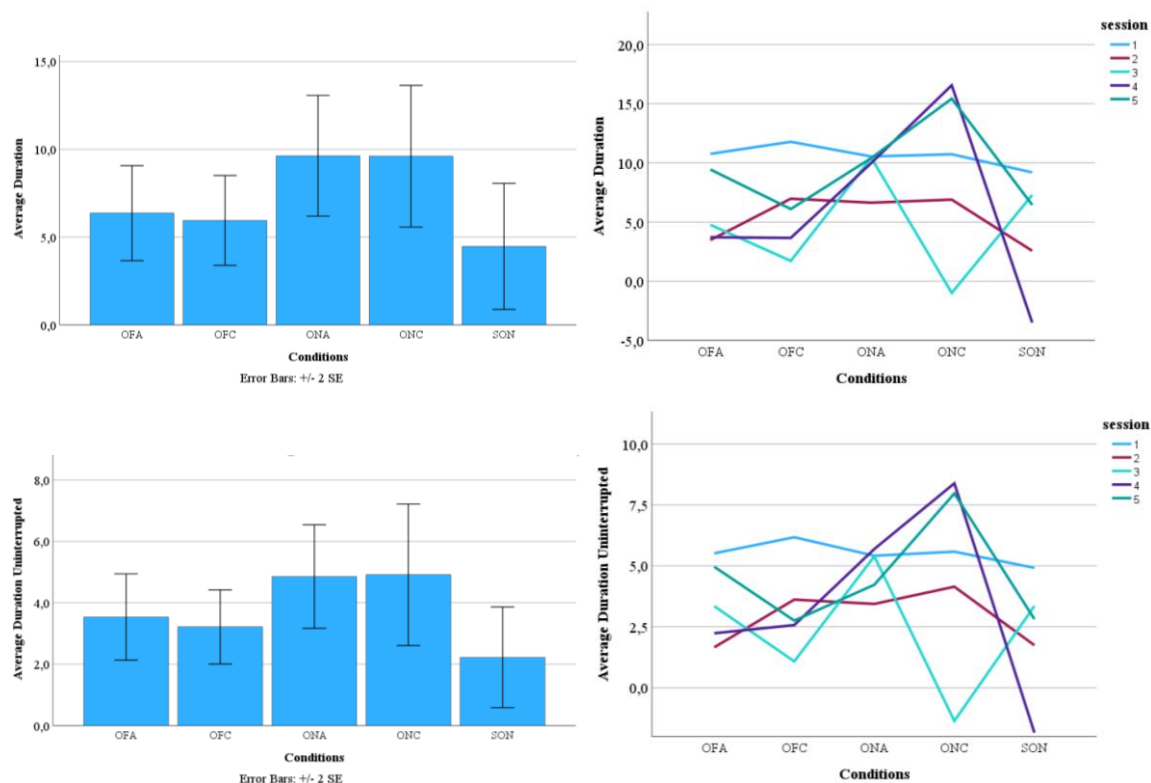 15,0
10,0
5,0
0,0
Average Duration
OFA OFC ONA ONC SON
Conditions
Error Bars: +/- 2 SE
20,0
15,0
10,0
5,0
0,0
-5,0
Average Duration
OFA OFC ONA ONC SON
Conditions
session
1
2
3
4
5
8,0
6,0
4,0
2,0
0,0
Average Duration Uninterrupted
OFA OFC ONA ONC SON
Conditions
Error Bars: +/- 2 SE
10,0
7,5
5,0
2,5
0,0
Average Duration Uninterrupted
OFA OFC ONA ONC SON
Conditions
session
1
2
3
4
5